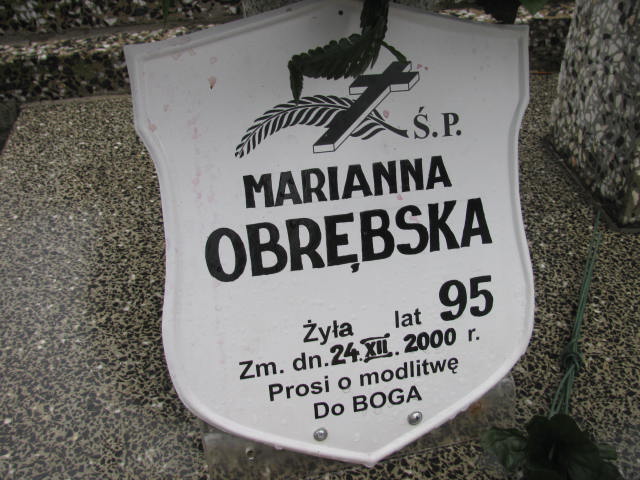 Ś.P.
MARIANNA
OBRĘBSKA
Żyła lat 95
Zm. dn. 24.XII. 2000 r.
Prosi o modlitwę
Do BOGA